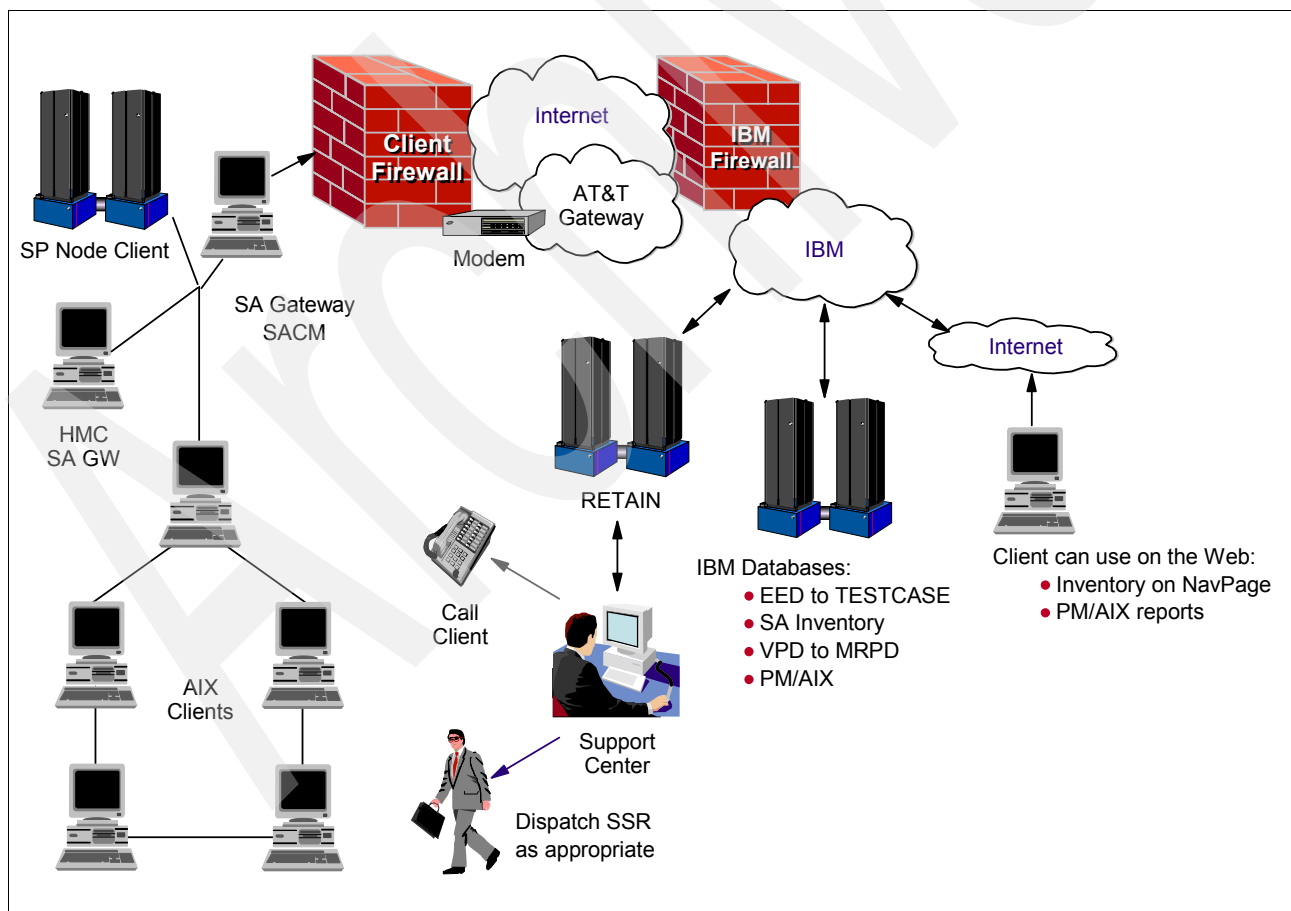 Client
Firewall
Internet
AT&T
Gateway
Modem
IBM
Firewall
IBM
SP Node Client
SA Gateway
SACM
HMC
SA GW
AIX
Clients
RETAIN
Call
Client
Support
Center
Dispatch SSR
as appropriate
IBM Databases:
● EED to TESTCASE
● SA Inventory
● VPD to MRPD
● PM/AIX
Internet
Client can use on the Web:
● Inventory on NavPage
● PM/AIX reports